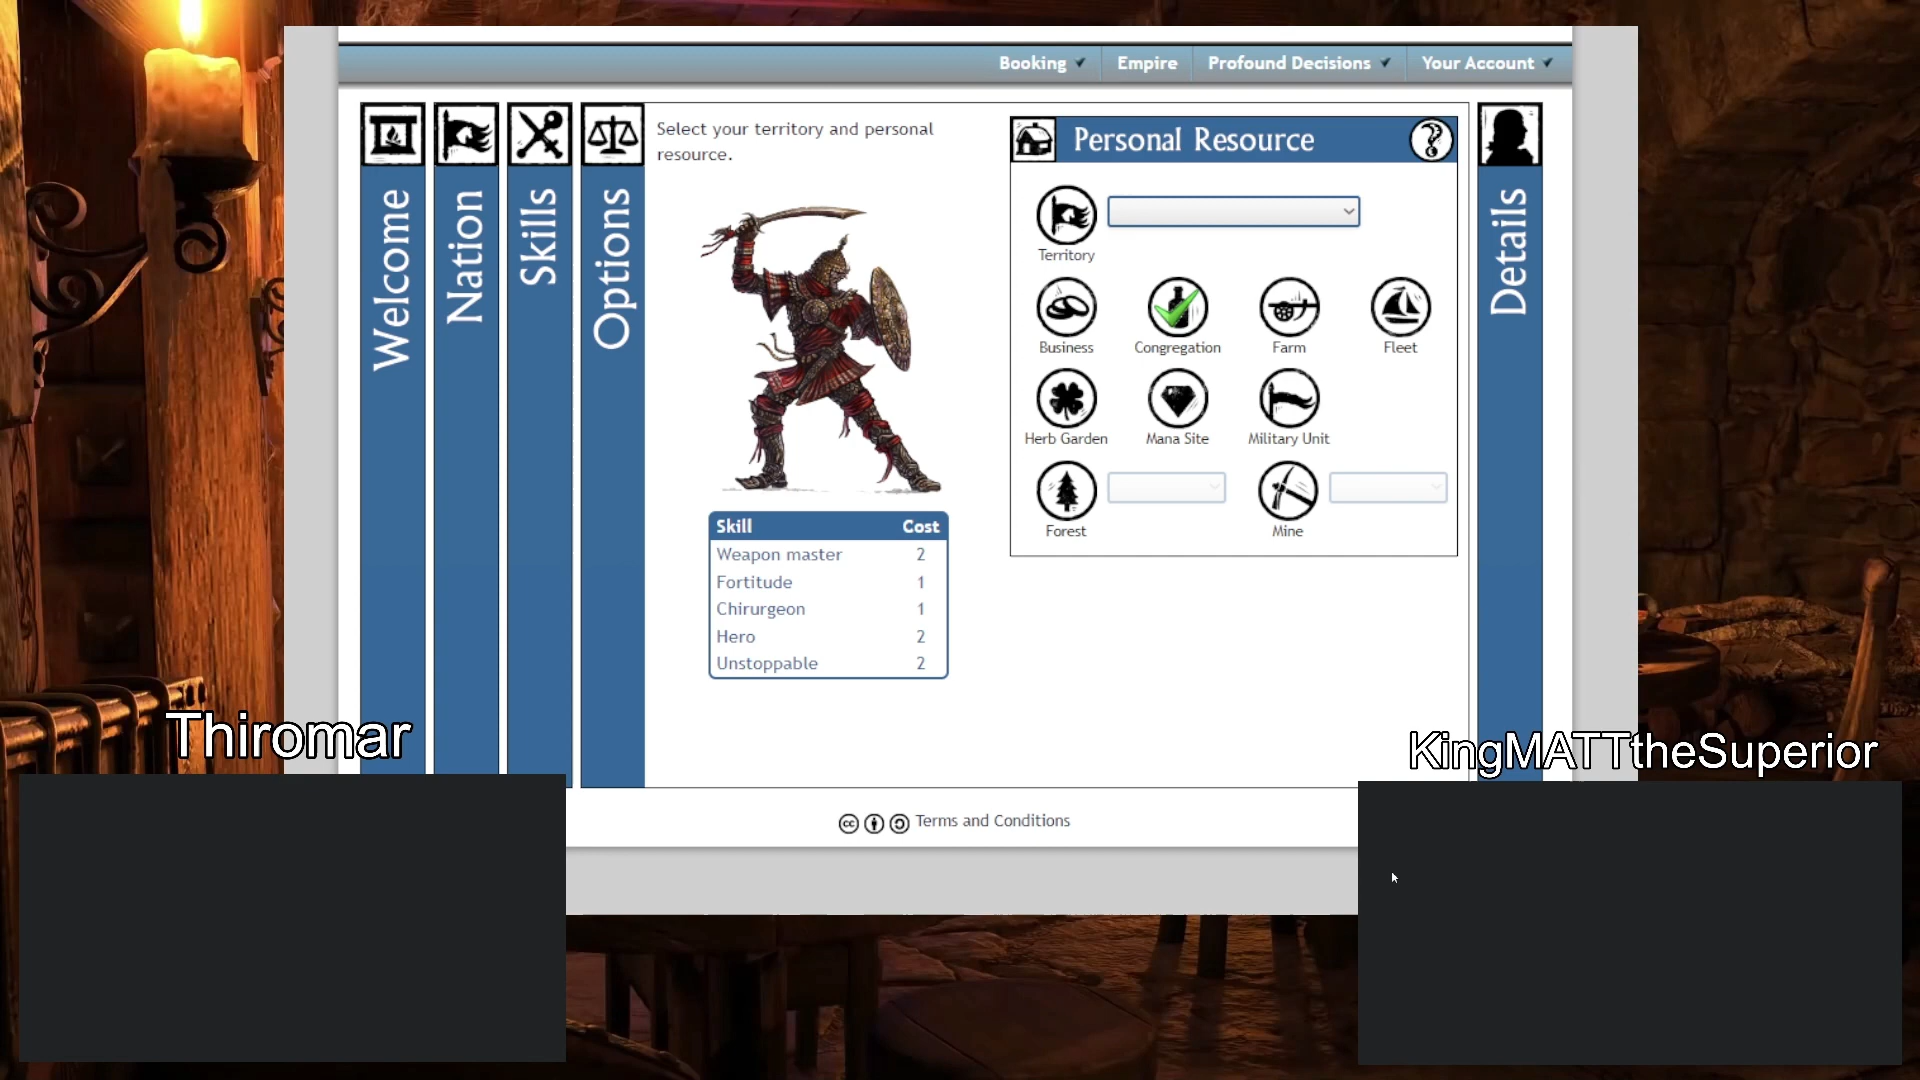 Booking
Empire
Profound Decisions
Your Account
Welcome
Nation
Skills
Options
Select your territory and personal
resource.
Skill Cost
Weapon master 2
Fortitude 1
Chirurgeon 1
Hero 2
Unstoppable 2
Personal Resource
Territory
Business
Congregation
Farm
Fleet
Herb Garden
Mana Site
Military Unit
Forest
Mine
Details
Thiromar
KingMATTtheSuperior
Terms and Conditions